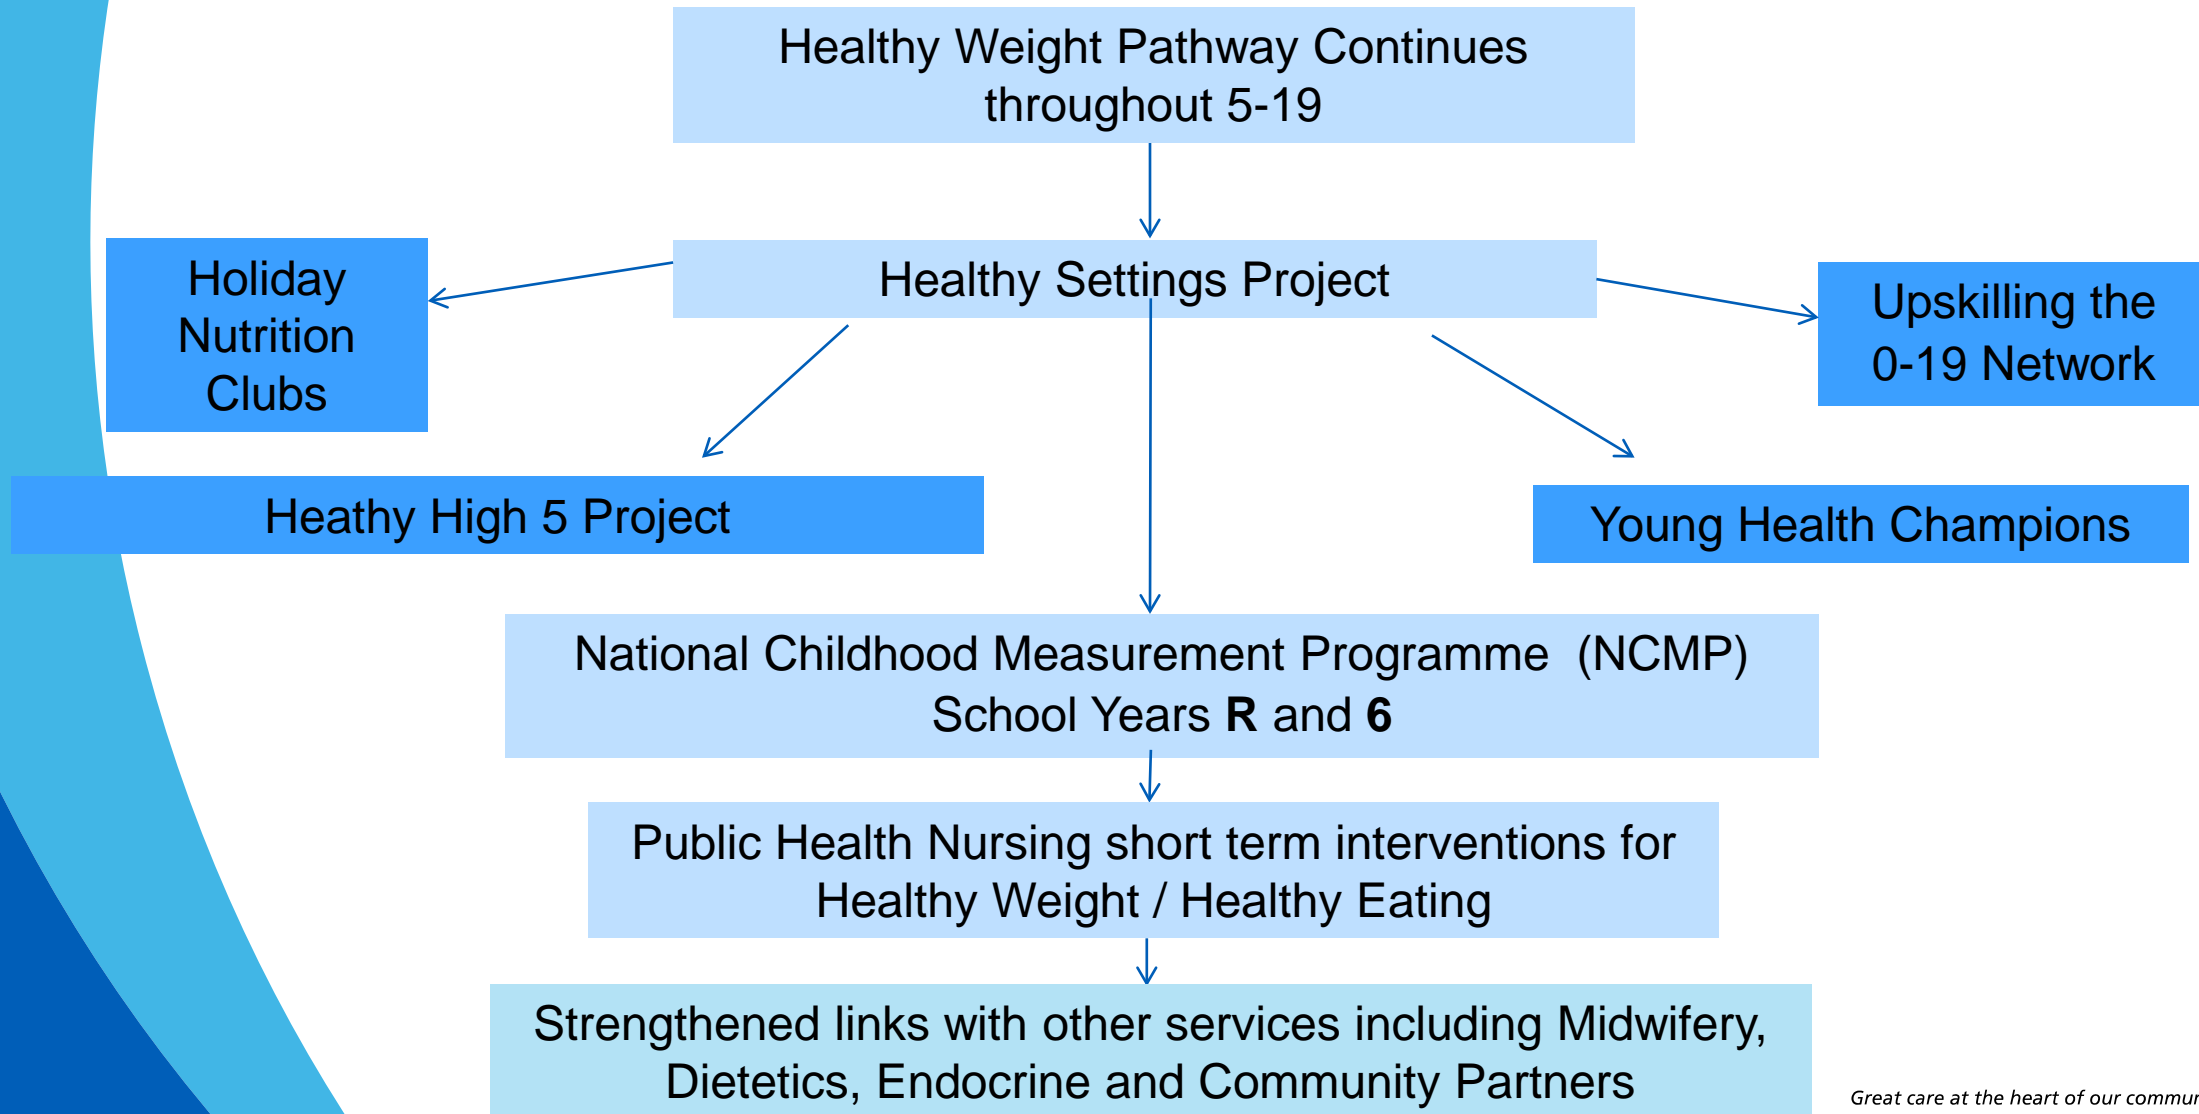 Healthy Weight Pathway Continues
throughout 5-19
Healthy Settings Project
Holiday
Nutrition
Clubs
Upskilling the
0-19 Network
Heathy High 5 Project
Young Health Champions
National Childhood Measurement Programme (NCMP)
School Years R and 6
Public Health Nursing short term interventions for
Healthy Weight / Healthy Eating
Strengthened links with other services including Midwifery,
Dietetics, Endocrine and Community Partners
Great care at the heart of our